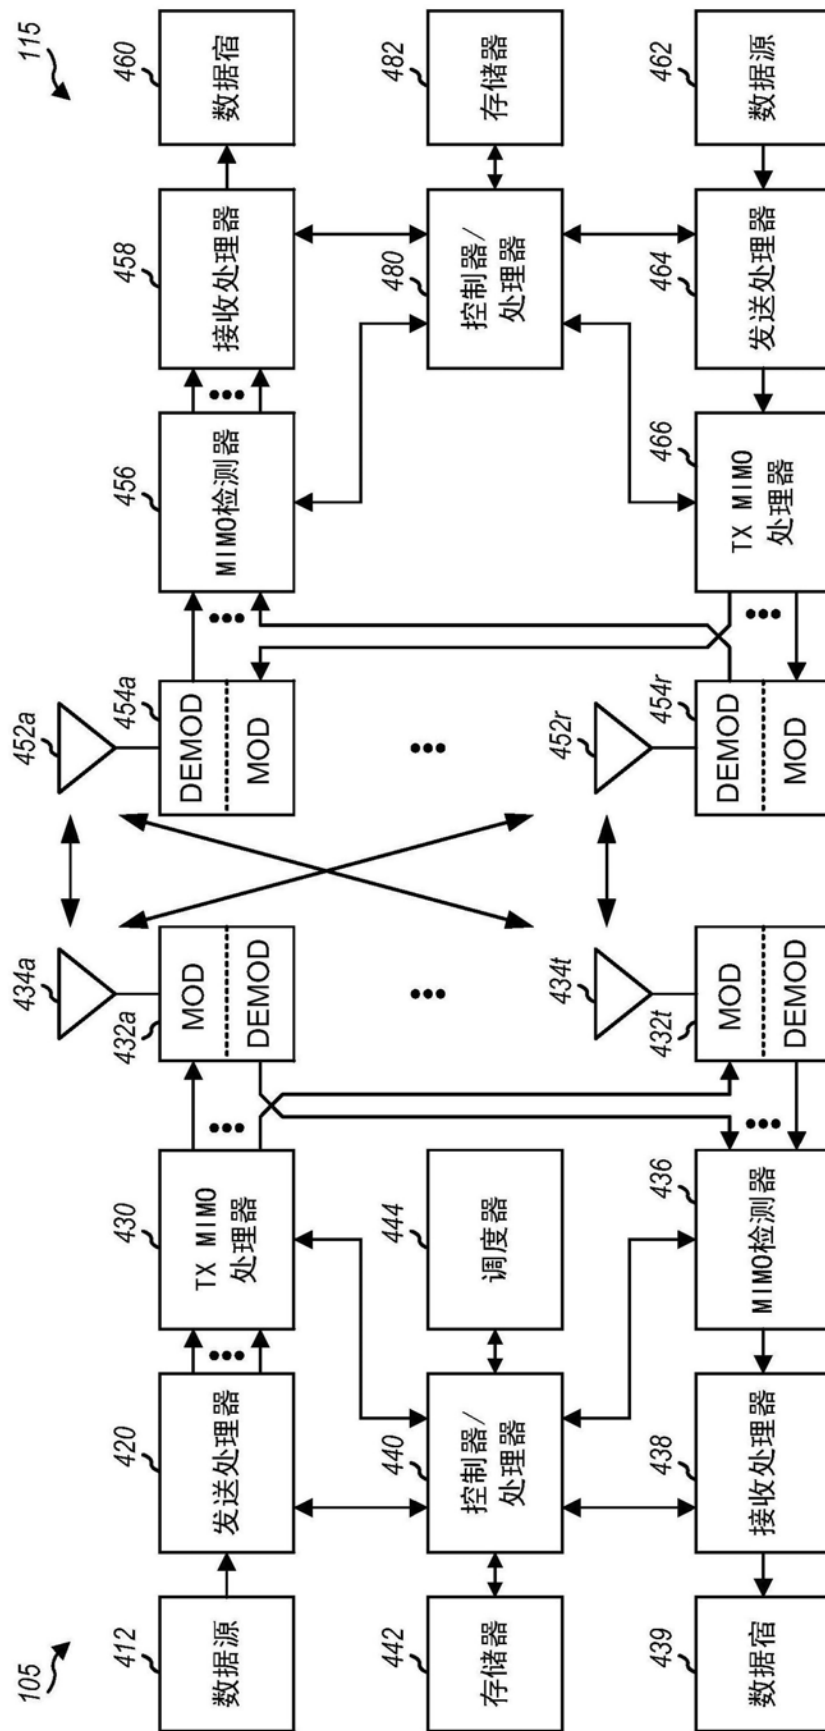 105
115
412
数据源
420
发送处理器
430
TX MIMO
处理器
434a
432a
MOD
DEMOD
452a
454a
DEMOD
MOD
456
MIMO检测器
458
接收处理器
460
数据宿
442
存储器
440
控制器/
处理器
444
调度器
480
控制器/
处理器
482
存储器
439
数据宿
438
接收处理器
436
MIMO检测器
434t
432t
MOD
DEMOD
452r
454r
DEMOD
MOD
466
TX MIMO
处理器
464
发送处理器
462
数据源